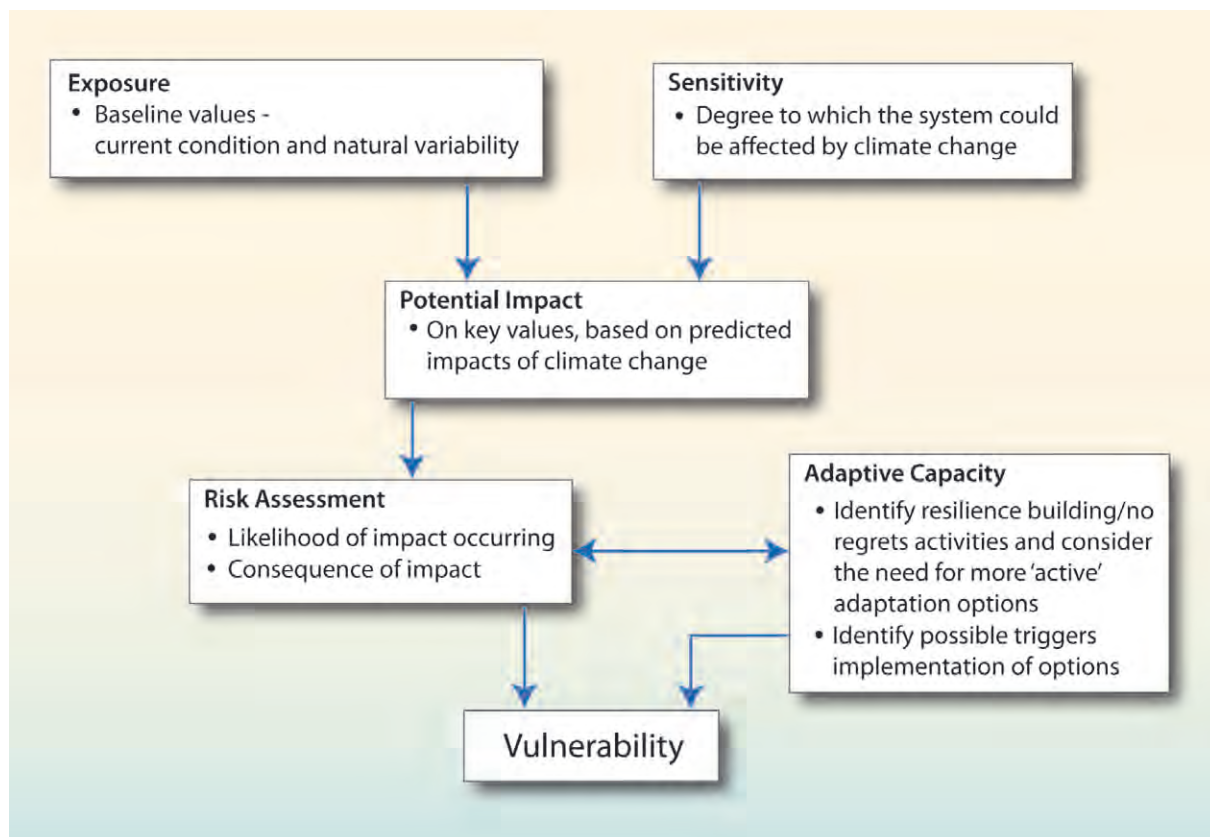 Exposure
• Baseline values -
current condition and natural variability
Sensitivity
• Degree to which the system could
be affected by climate change
Potential Impact
• On key values, based on predicted
impacts of climate change
Risk Assessment
• Likelihood of impact occurring
• Consequence of impact
Adaptive Capacity
• Identify resilience building/no
regrets activities and consider
the need for more ‘active’
adaptation options
• Identify possible triggers
implementation of options
Vulnerability